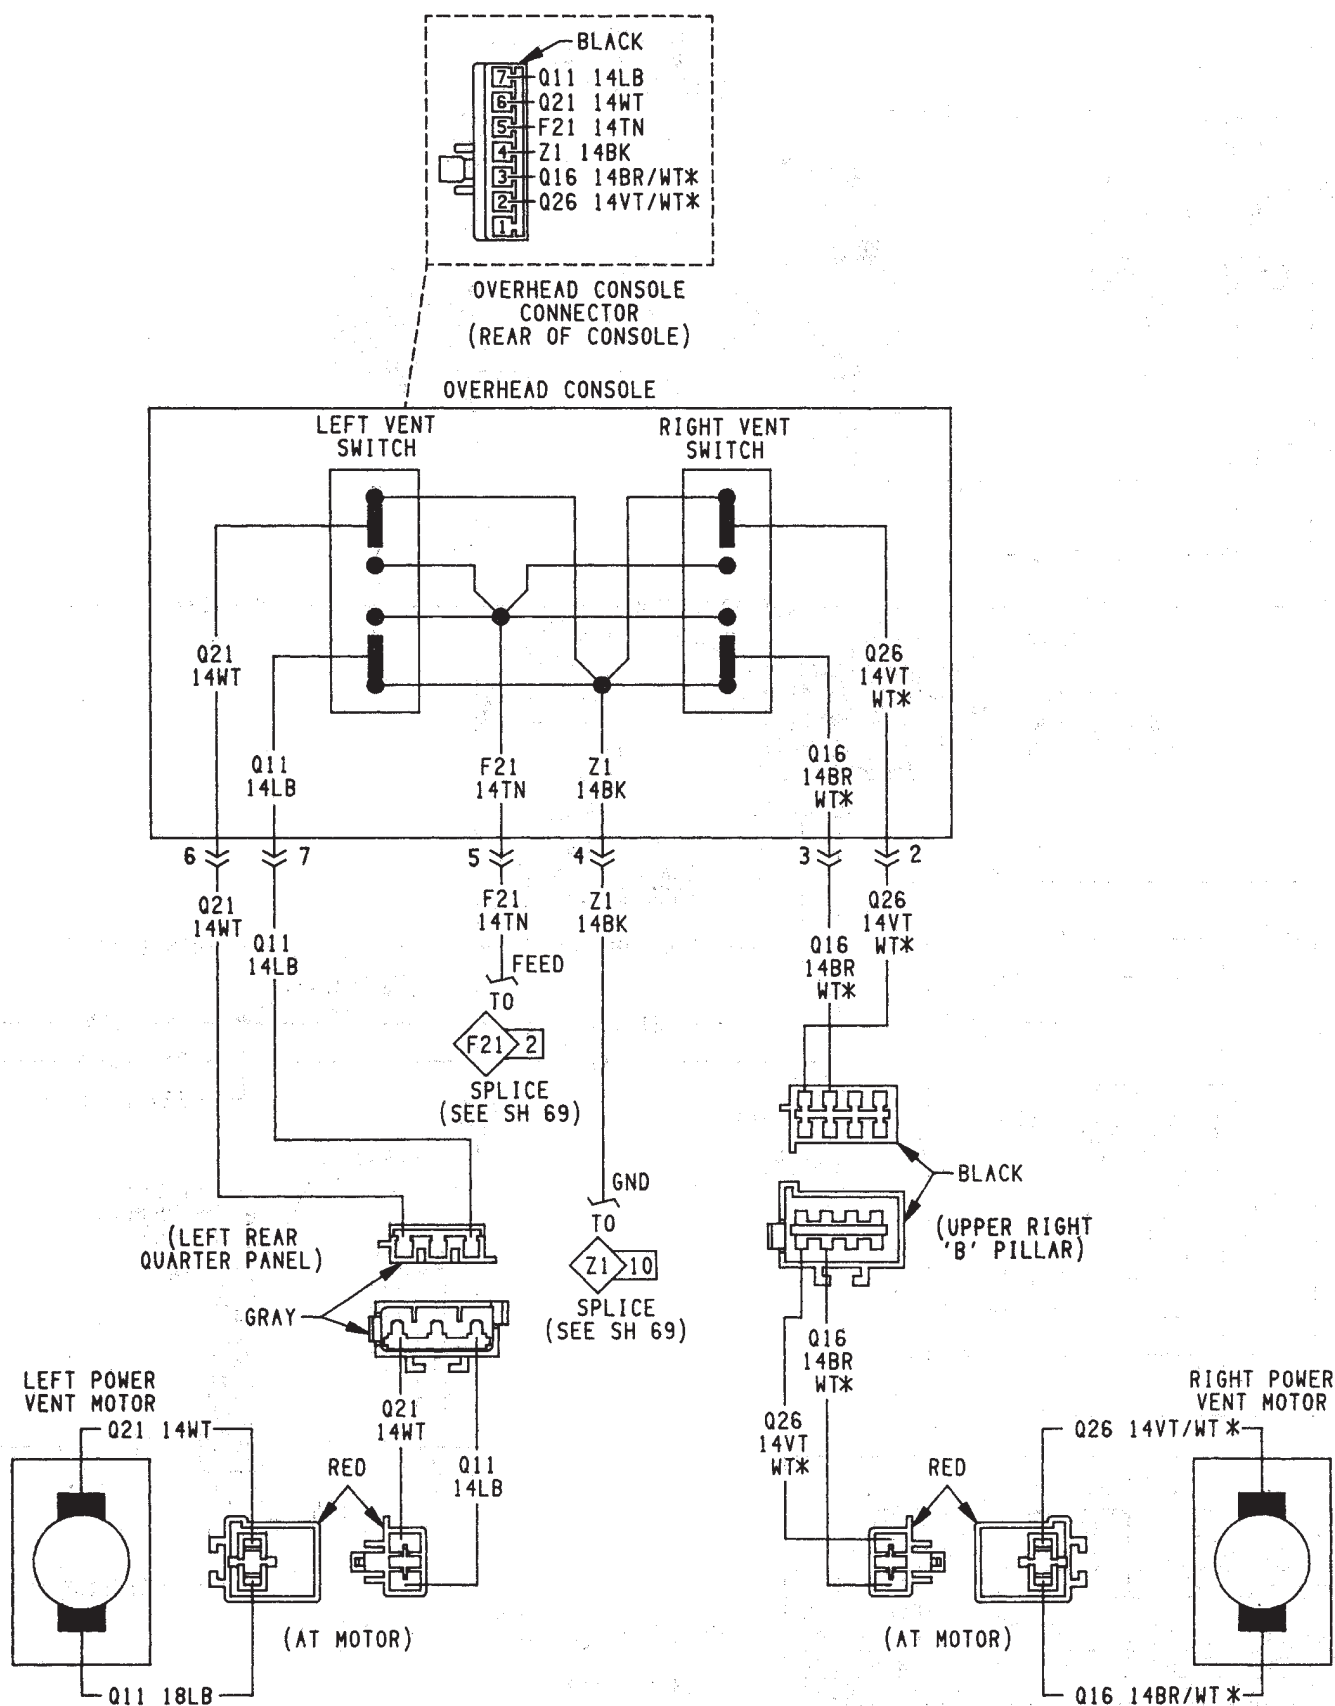 BLACK
7 Q11 14LB
6 Q21 14WT
5 F21 14TN
4 Z1 14BK
3 Q16 14BR/WT*
2 Q26 14VT/WT*
1
OVERHEAD CONSOLE
CONNECTOR
(REAR OF CONSOLE)
OVERHEAD CONSOLE
LEFT VENT
SWITCH
RIGHT VENT
SWITCH
Q21
14WT
Q26
14VT
WT*
Q11
14LB
F21
14TN
Z1
14BK
Q16
14BR
WT*
6 7 5 4 3 2
Q21
14WT
Q11
14LB
F21
14TN
Z1
14BK
Q26
14VT
WT*
Q16
14BR
WT*
FEED
TO
F21 2
SPLICE
(SEE SH 69)
BLACK
(UPPER RIGHT
'B' PILLAR)
GND
TO
Z1 10
SPLICE
(SEE SH 69)
(LEFT REAR
QUARTER PANEL)
GRAY
Q16
14BR
WT*
LEFT POWER
VENT MOTOR
Q21 14WT
Q21
14WT
Q11
14LB
RED
Q26
14VT
WT*
RED
RIGHT POWER
VENT MOTOR
Q26 14VT/WT*
(AT MOTOR)
(AT MOTOR)
Q11 18LB
Q16 14BR/WT*